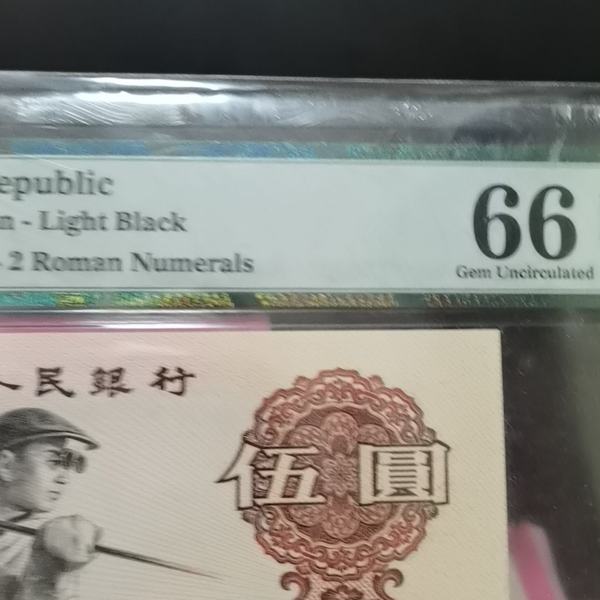 epublic
n - Light Black
- 2 Roman Numerals
66
Gem Uncirculated
人民銀行
伍圓